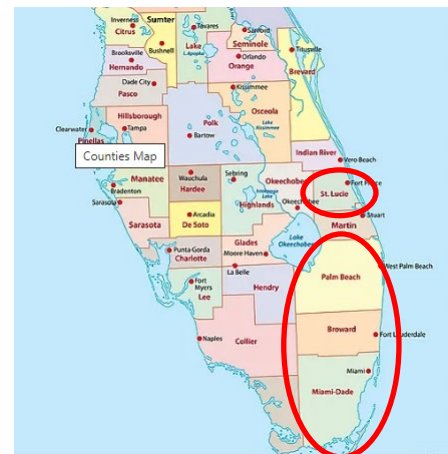 Inverness
Citrus
Sumter
Bushnell
Tavares
Lake
L.Apopka
Sanford
Seminole
Orlando
Orange
Titusville
Brevard
Brooksville
Hernando
Dade City
Pasco
Kissimmee
Osceola
Lake
Kissimmee
Hillsborough
Clearwater
Tampa
Pinellas
Polk
Bartow
Counties Map
Indian River
Vero Beach
Manatee
Bradenton
Wauchula
Hardee
Sebring
Highlands
Okeechobee
Okeechobee
Fort Pierce
St. Lucie
Sarasota
Sarasota
Arcadia
De Soto
Stuart
Martin
Glades
Lake
Okeechobee
Punta Gorda
Charlotte
Moore Haven
La Belle
Fort
Myers
Lee
Hendry
Palm Beach
West Palm Beach
Naples
Collier
Broward
Fort Lauderdale
Miami
Miami-Dade